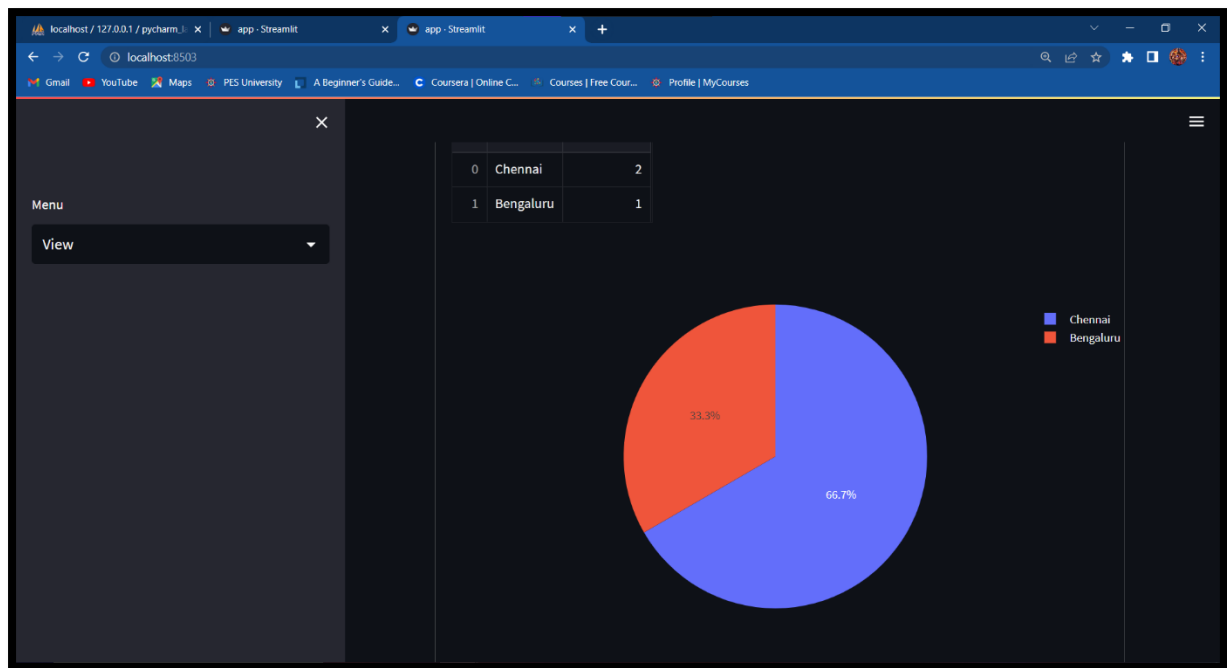 localhost / 127.0.0.1 / pycharm_l
app · Streamlit
app · Streamlit
localhost:8503
Gmail YouTube Maps PES University A Beginner's Guide... Coursera | Online C... Courses | Free Cour... Profile | MyCourses
Menu
View
0 Chennai 2
1 Bengaluru 1
Chennai
Bengaluru
33.3%
66.7%